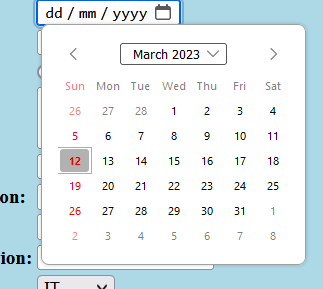 dd / mm / yyyy
March 2023
Sun Mon Tue Wed Thu Fri Sat
26 27 28 1 2 3 4
5 6 7 8 9 10 11
12 13 14 15 16 17 18
19 20 21 22 23 24 25
on:
26 27 28 29 30 31 1
2 3 4 5 6 7 8
ion:
IT